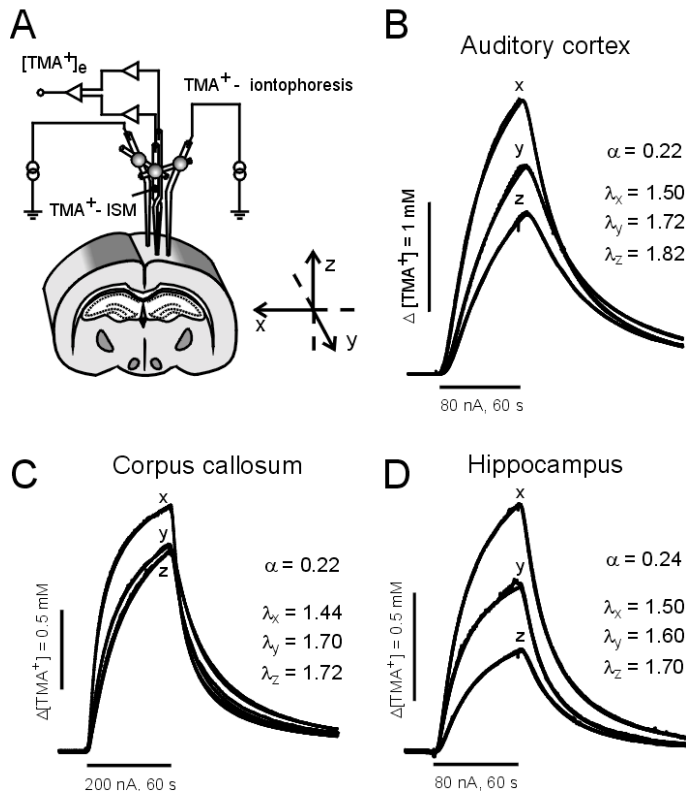 A
[TMA⁺]e
TMA⁺- iontophoresis
TMA⁺- ISM
z
x
y
B
Auditory cortex
x
y
z
Δ [TMA⁺] = 1 mM
α = 0.22
λx = 1.50
λy = 1.72
λz = 1.82
80 nA, 60 s
C
Corpus callosum
x
y
z
Δ[TMA⁺] = 0.5 mM
α = 0.22
λx = 1.44
λy = 1.70
λz = 1.72
200 nA, 60 s
D
Hippocampus
x
y
z
Δ[TMA⁺] = 0.5 mM
α = 0.24
λx = 1.50
λy = 1.60
λz = 1.70
80 nA, 60 s